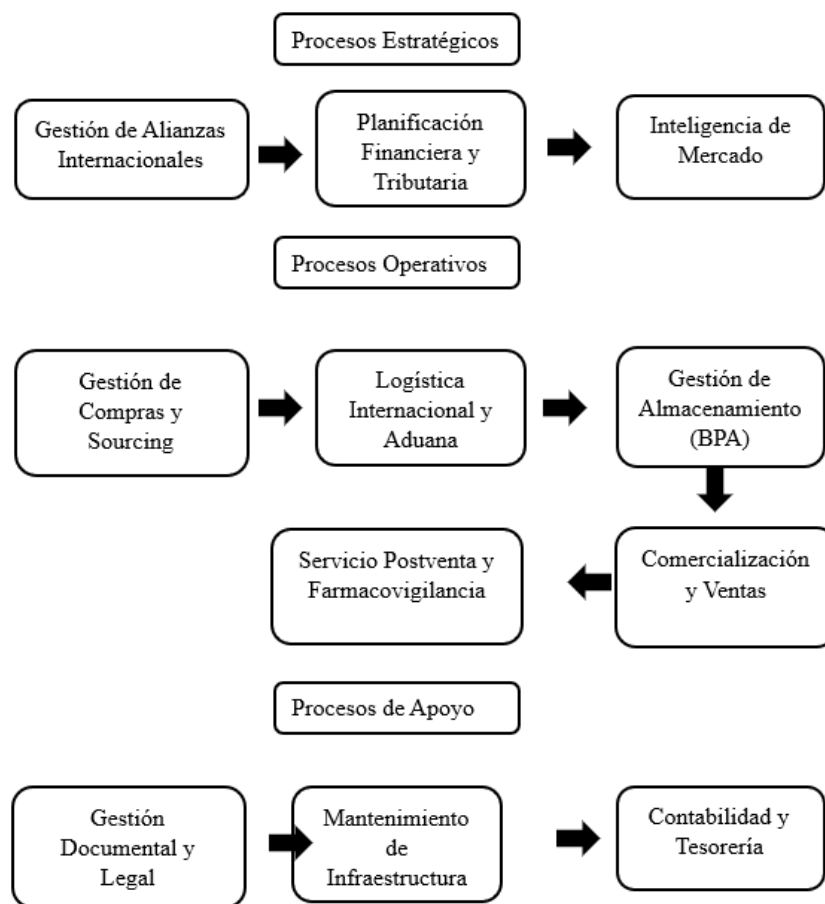 Procesos Estratégicos
Gestión de Alianzas
Internacionales
Planificación
Financiera y
Tributaria
Inteligencia de
Mercado
Procesos Operativos
Gestión de
Compras y
Sourcing
Logística
Internacional y
Aduana
Gestión de
Almacenamiento
(BPA)
Comercialización
y Ventas
Servicio Postventa y
Farmacovigilancia
Procesos de Apoyo
Gestión
Documental y
Legal
Mantenimiento
de
Infraestructura
Contabilidad y
Tesorería